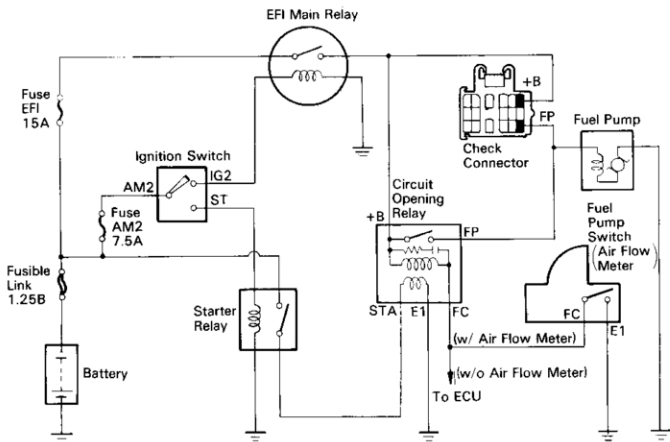 EFI Main Relay
Fuse
EFI
15A
+B
FP
Check
Connector
Fuel Pump
Ignition Switch
AM2
IG2
ST
Fuse
AM2
7.5A
Circuit
Opening
Relay
+B
FP
Fuel
Pump
Switch
(Air Flow
Meter
Fusible
Link
1.25B
Starter
Relay
STA E1 FC
FC
E1
(w/ Air Flow Meter)
Battery
(w/o Air Flow Meter)
To ECU